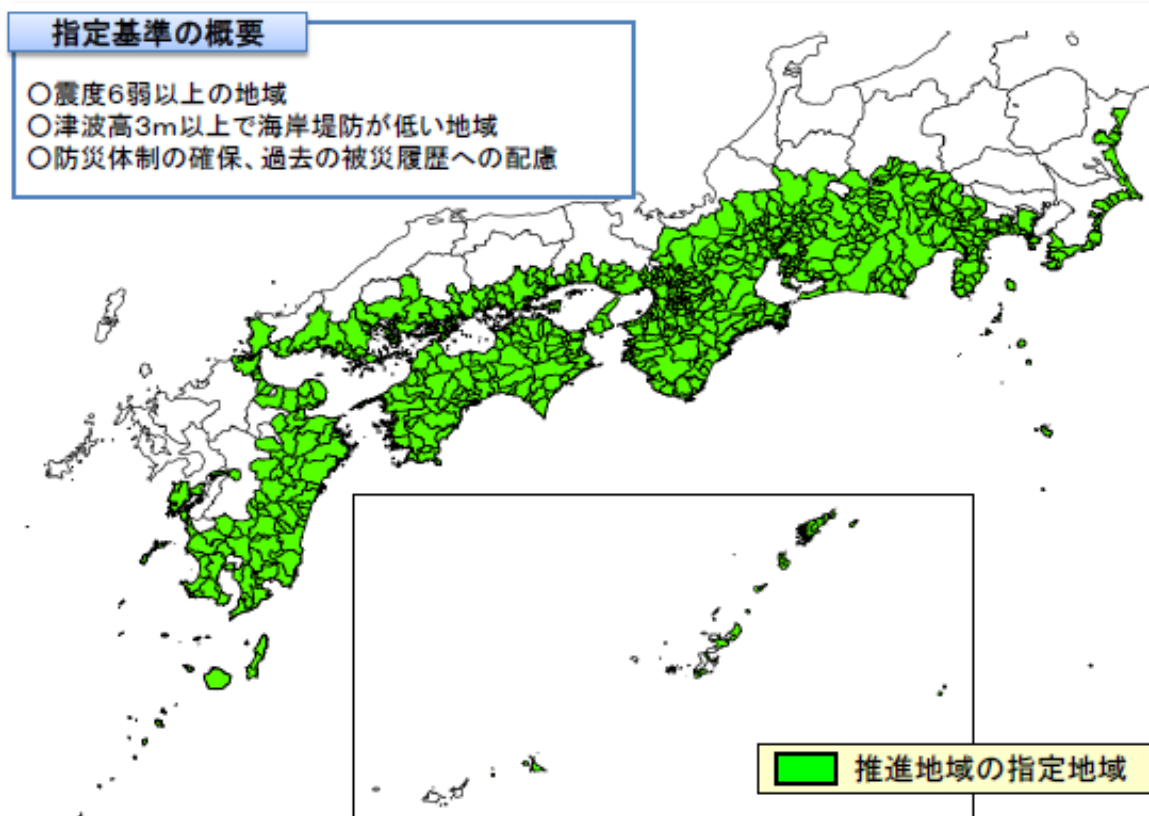 指定基準の概要
○震度6弱以上の地域
○津波高3m以上で海岸堤防が低い地域
○防災体制の確保、過去の被災履歴への配慮
推進地域の指定地域